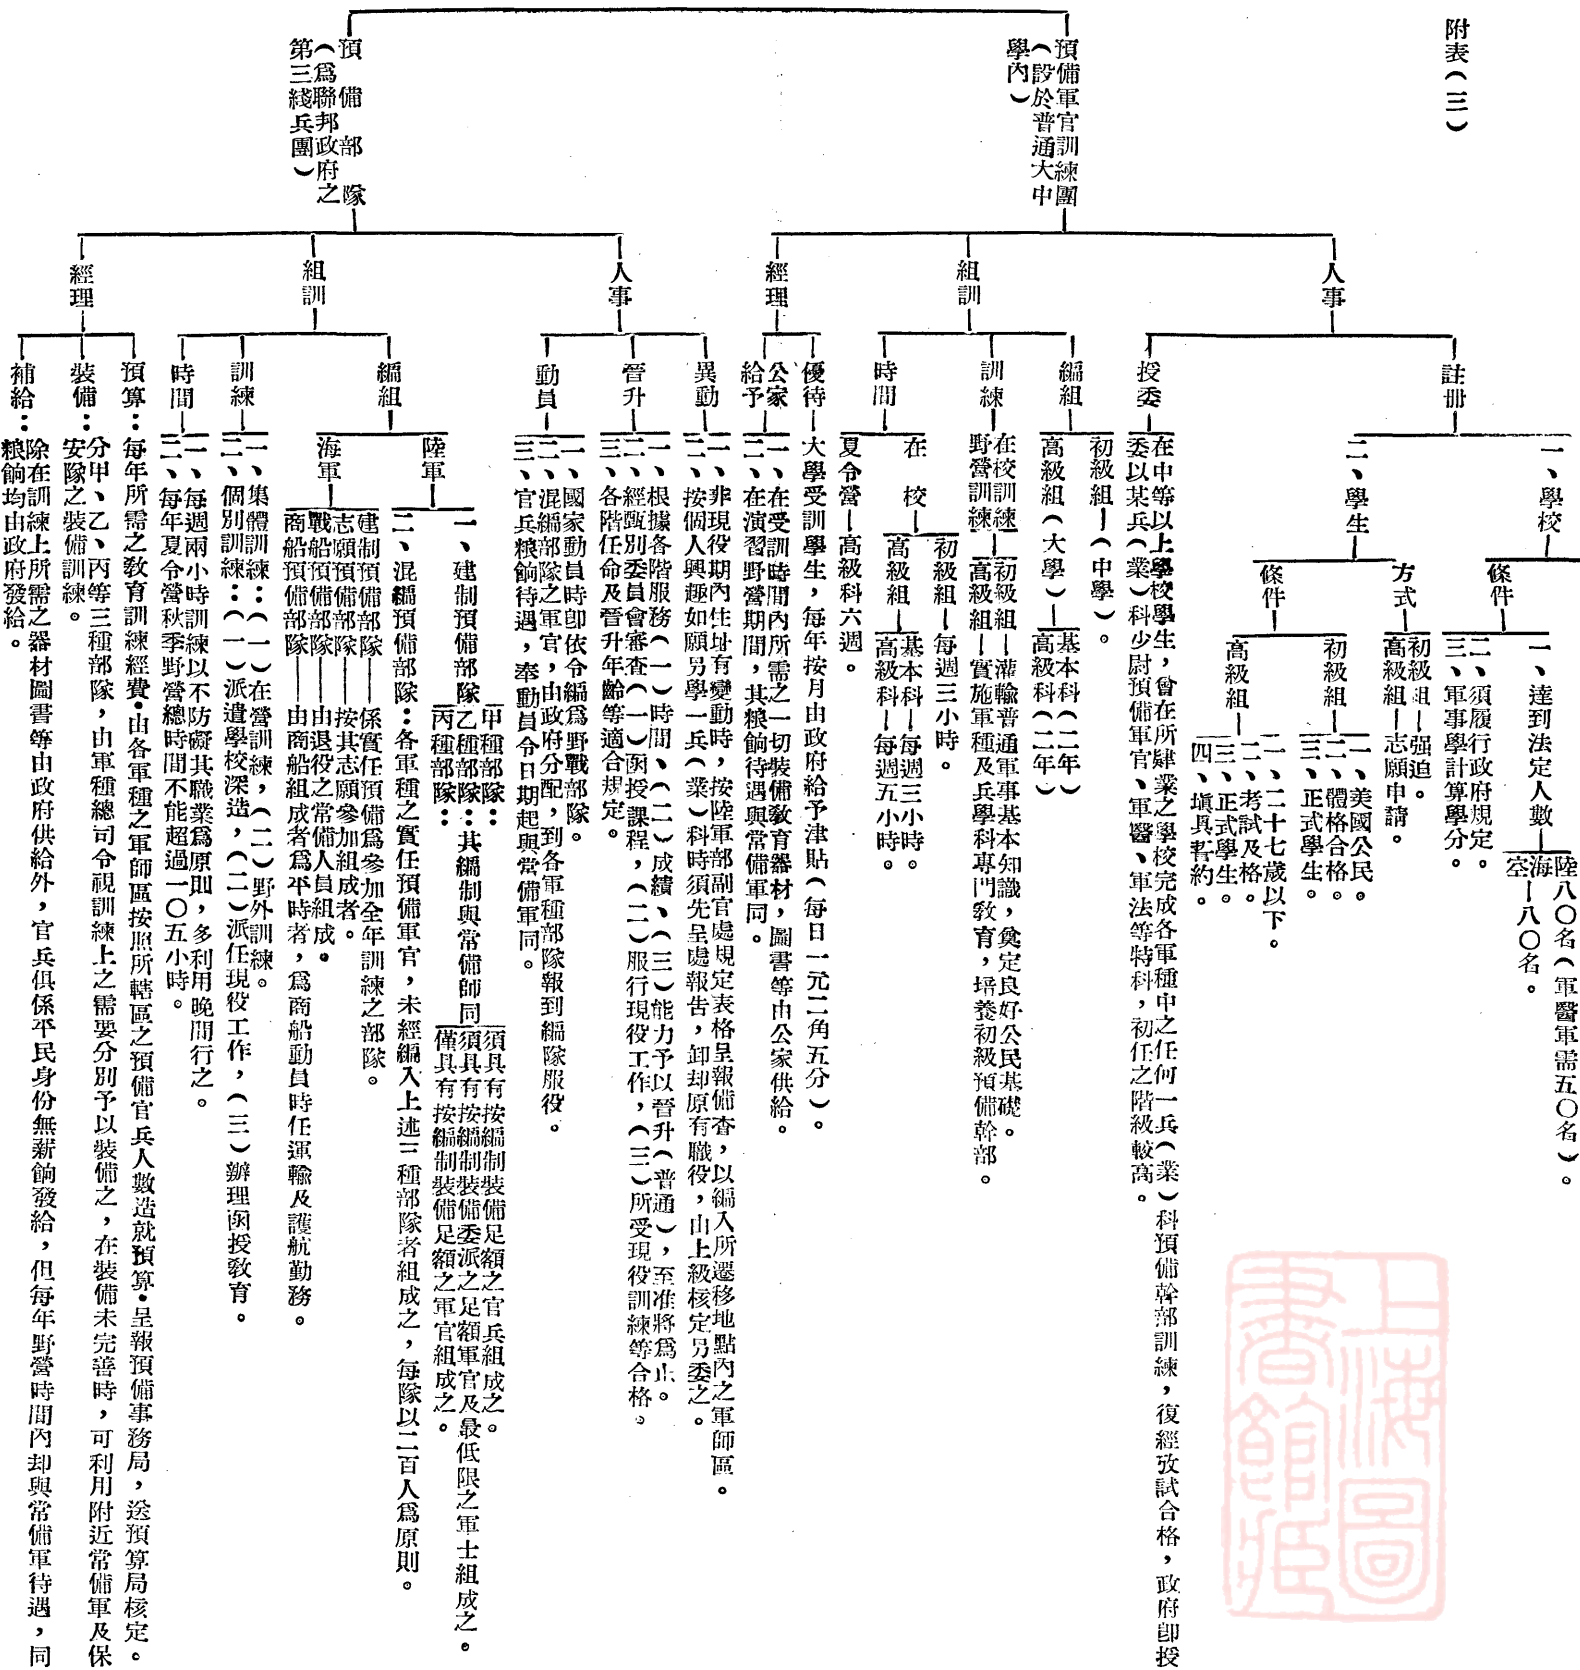 附表(三)
預備軍官訓練團
(設於普通大中
學內)
人事
註册
一、學校
條件
一、達到法定人數
陸八〇名(軍醫軍需五〇名)。
海
空
八〇名。
二、須履行政府規定。
三、軍事學計算學分。
二、學生
方式
初級組—强迫。
高級組—志願申請。
條件
初級組
一、美國公民。
二、體格合格。
三、正式學生。
高級組
一、二十七歲以下。
二、考試及格。
三、正式學生。
四、塡具誓約。
授委
在中等以上學校學生,曾在所肄業之學校完成各軍種中之任何一兵(業)科預備幹部訓練,復經攷試合格,政府卽授
委以某兵(業)科少尉預備軍官、軍醫、軍法等特科,初任之階級較高。
組訓
編組
初級組—(中學)。
高級組(大學)
基本科(二年)
高級科(二年)
訓練
在校訓練
野營訓練
初級組—灌輸普通軍事基本知識,奠定良好公民基礎。
高級組—實施軍種及兵學科專門敎育,培養初級預備幹部。
時間
在校
初級組—每週三小時。
高級組
基本科—每週三小時。
高級科—每週五小時。
夏令營—高級科六週。
經理
優待—大學受訓學生,每年按月由政府給予津貼(每日一元二角五分)。
公家
給予
一、在受訓時間內所需之一切裝備敎育器材,圖書等由公家供給。
二、在演習野營期間,其粮餉待遇與常備軍同。
預備部隊
(爲聯邦政府之
第三綫兵團)
人事
異動
一、非現役期內住址有變動時,按陸軍部副官處規定表格呈報備查,以編入所遷移地點內之軍師區。
二、按個人興趣如願另學一兵(業)科時須先呈處報告,卸却原有職役,由上級核定另委之。
晉升
一、根據各階服務(一)時間、(二)成績、(三)能力予以晉升(普通),至准將爲止。
二、經甄別委員會審查(一)函授課程,(二)服行現役工作,(三)所受現役訓練等合格。
三、各階任命及晉升年齡等適合規定。
動員
一、國家動員時卽依令編爲野戰部隊。
二、混編部隊之軍官,由政府分配,到各軍種部隊報到編隊服役。
三、官兵粮餉待遇,奉動員令日期起與常備軍同。
組訓
編組
陸軍
一、建制預備部隊
甲種部隊:
乙種部隊:
丙種部隊:
其編制與常備師同
須具有按編制裝備足額之官兵組成之。
須具有按編制裝備委派之足額軍官及最低限之軍士組成之。
僅具有按編制裝備足額之軍官組成之。
二、混編預備部隊:各軍種之實任預備軍官,未經編入上述三種部隊者組成之,每隊以二百人爲原則。
海軍
建制預備部隊——係實任預備爲參加全年訓練之部隊。
志願預備部隊——按其志願參加組成者。
戰船預備部隊——由退役之常備人員組成。
商船預備部隊——由商船組成者爲平時者,爲商船動員時任運輸及護航勤務。
訓練
一、集體訓練:(一)在營訓練,(二)野外訓練。
二、個別訓練:(一)派遣學校深造,(二)派任現役工作,(三)辦理函授敎育。
時間
一、每週兩小時訓練以不防礙其職業爲原則,多利用晚間行之。
二、每年夏令營秋季野營總時間不能超過一〇五小時。
經理
預算:每年所需之敎育訓練經費,由各軍種之軍師區按照所轄區之預備官兵人數造就預算,呈報預備事務局,送預算局核定。
裝備:分甲、乙、丙等三種部隊,由軍種總司令視訓練上之需要分別予以裝備之,在裝備未完善時,可利用附近常備軍及保
安隊之裝備訓練。
補給:除在訓練上所需之器材圖書等由政府供給外,官兵俱係平民身份無薪餉發給,但每年野營時間內却與常備軍待遇,同
粮餉均由政府發給。
上海圖書館藏